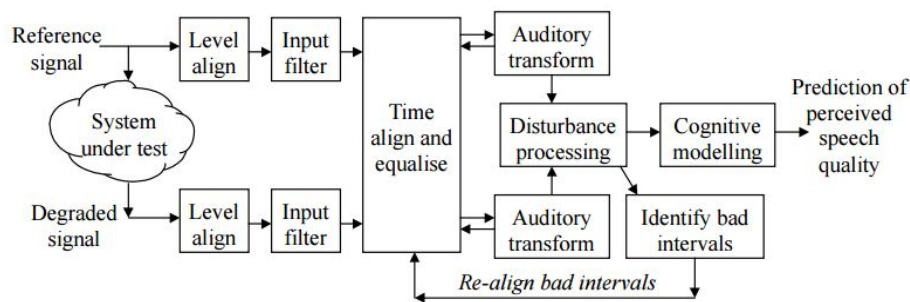 Reference
signal
Level
align
Input
filter
Auditory
transform
System
under test
Time
align and
equalise
Disturbance
processing
Cognitive
modelling
Prediction of
perceived
speech
quality
Degraded
signal
Level
align
Input
filter
Auditory
transform
Identify bad
intervals
Re-align bad intervals